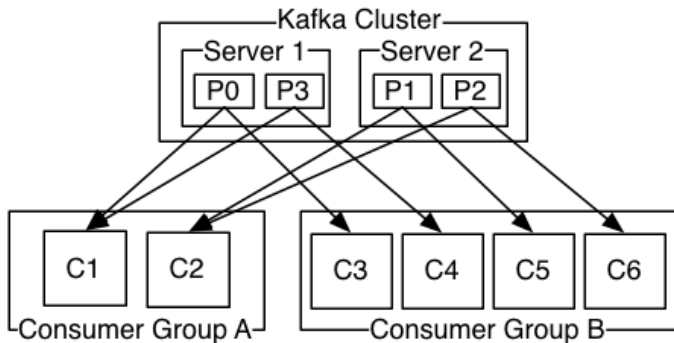 Kafka Cluster
Server 1 Server 2
P0 P3 P1 P2
C1 C2 C3 C4 C5 C6
Consumer Group A Consumer Group B